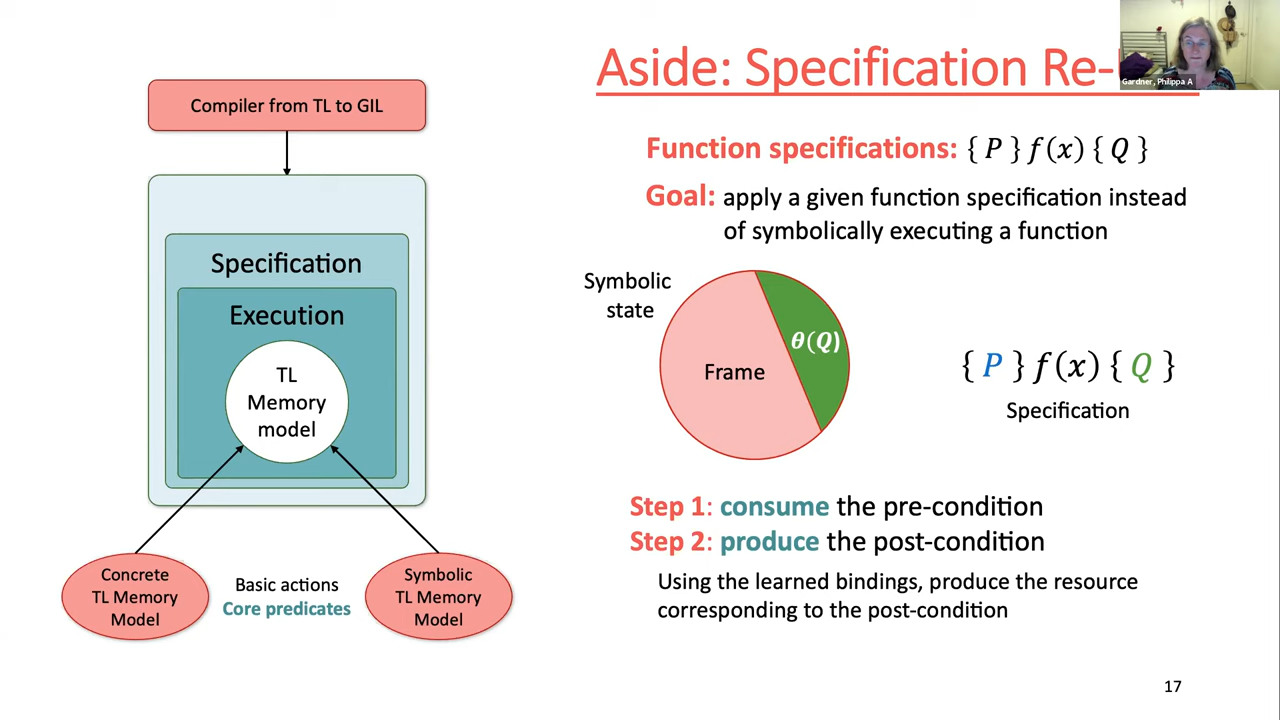 Aside: Specification Re-
Gardner, Philippa A
Compiler from TL to GIL
Specification
Execution
TL
Memory
model
Concrete
TL Memory
Model
Basic actions
Core predicates
Symbolic
TL Memory
Model
Function specifications: { P } f(x) { Q }
Goal: apply a given function specification instead
of symbolically executing a function
Symbolic
state
Frame
θ(Q)
{ P } f(x) { Q }
Specification
Step 1: consume the pre-condition
Step 2: produce the post-condition
Using the learned bindings, produce the resource
corresponding to the post-condition
17